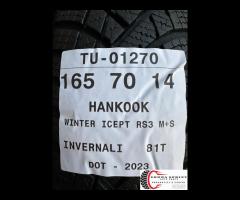 TU-01270
165 70 14
HANKOOK
WINTER ICEPT RS3 M+S
INVERNALI 81T
DOT - 2023